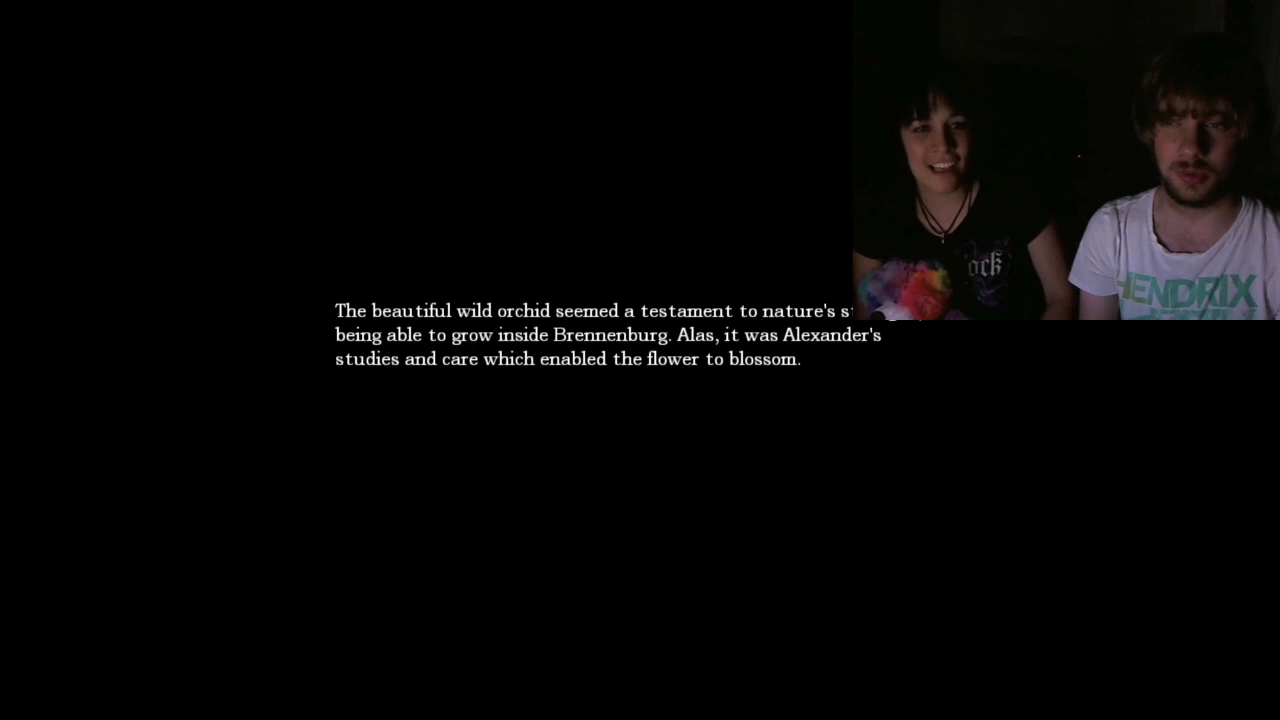 The beautiful wild orchid seemed a testament to nature's
being able to grow inside Brennenburg. Alas, it was Alexander's
studies and care which enabled the flower to blossom.
ock
HENDRIX